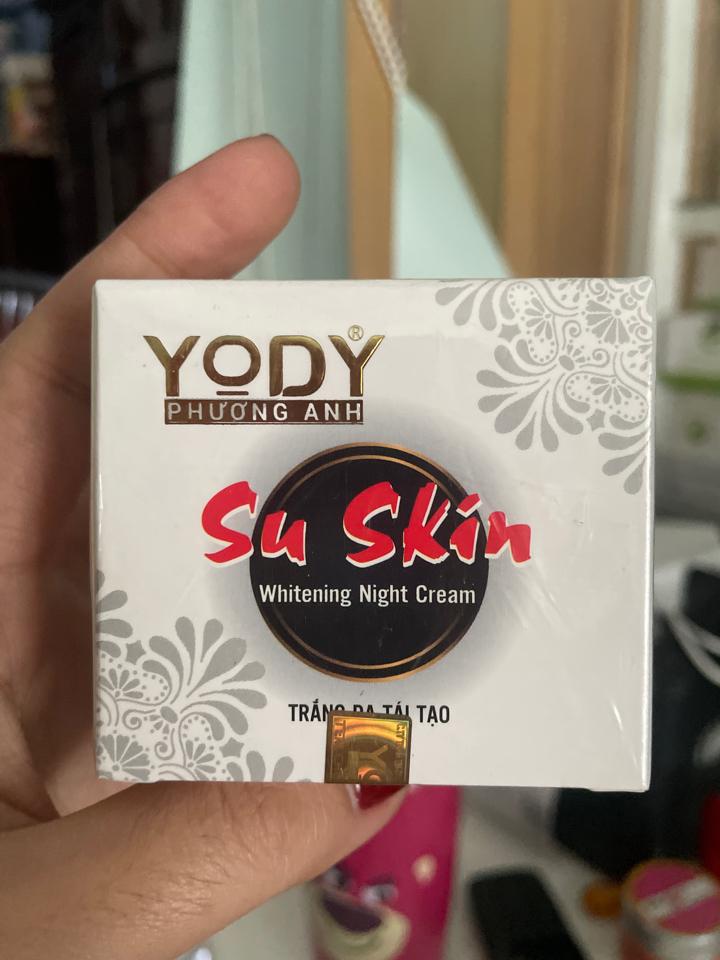 YODY®
PHƯƠNG ANH
Su Skin
Whitening Night Cream
TRẮNG DA TÁI TẠO